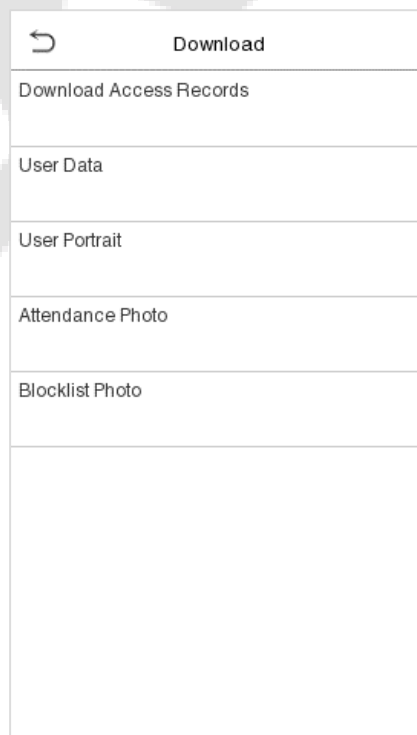 Download
Download Access Records
User Data
User Portrait
Attendance Photo
Blocklist Photo